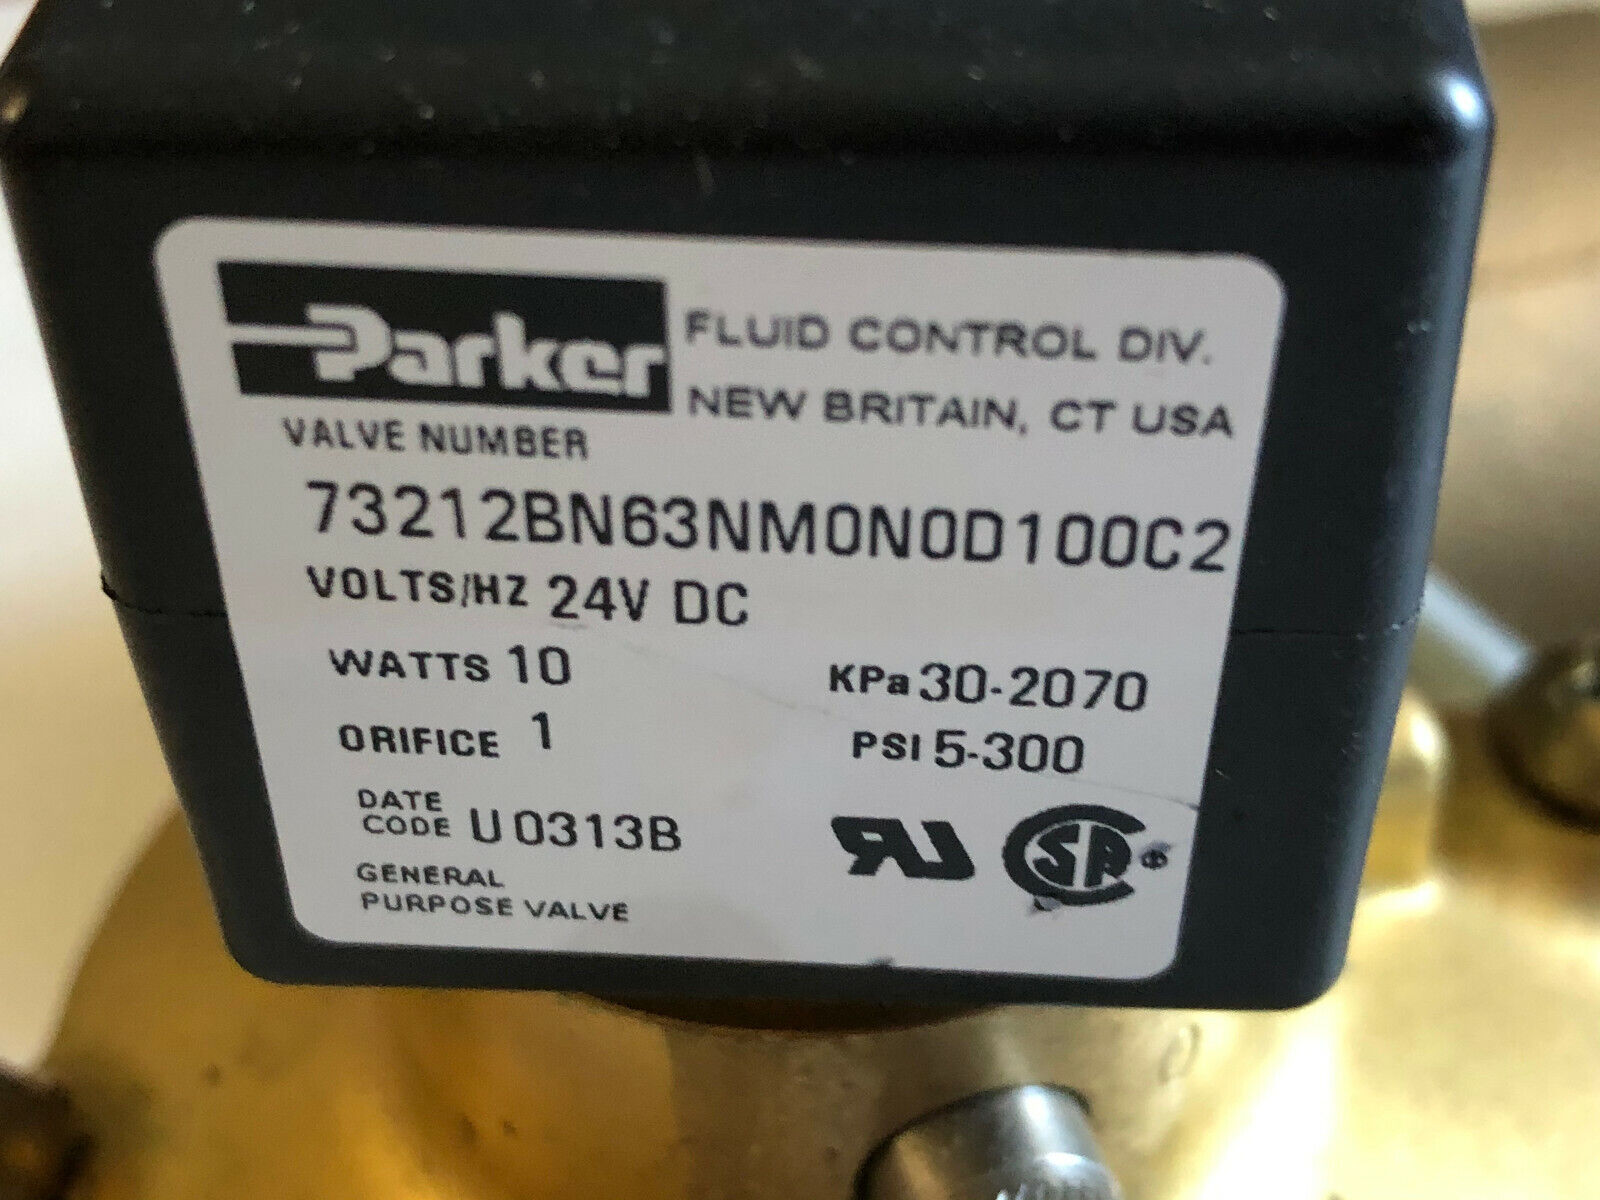 Parker
FLUID CONTROL DIV.
NEW BRITAIN, CT USA
VALVE NUMBER
73212BN63NM0N0D100C2
VOLTS/HZ 24V DC
WATTS 10
KPa 30-2070
ORIFICE 1
PSI 5-300
DATE CODE U0313B
GENERAL
PURPOSE VALVE